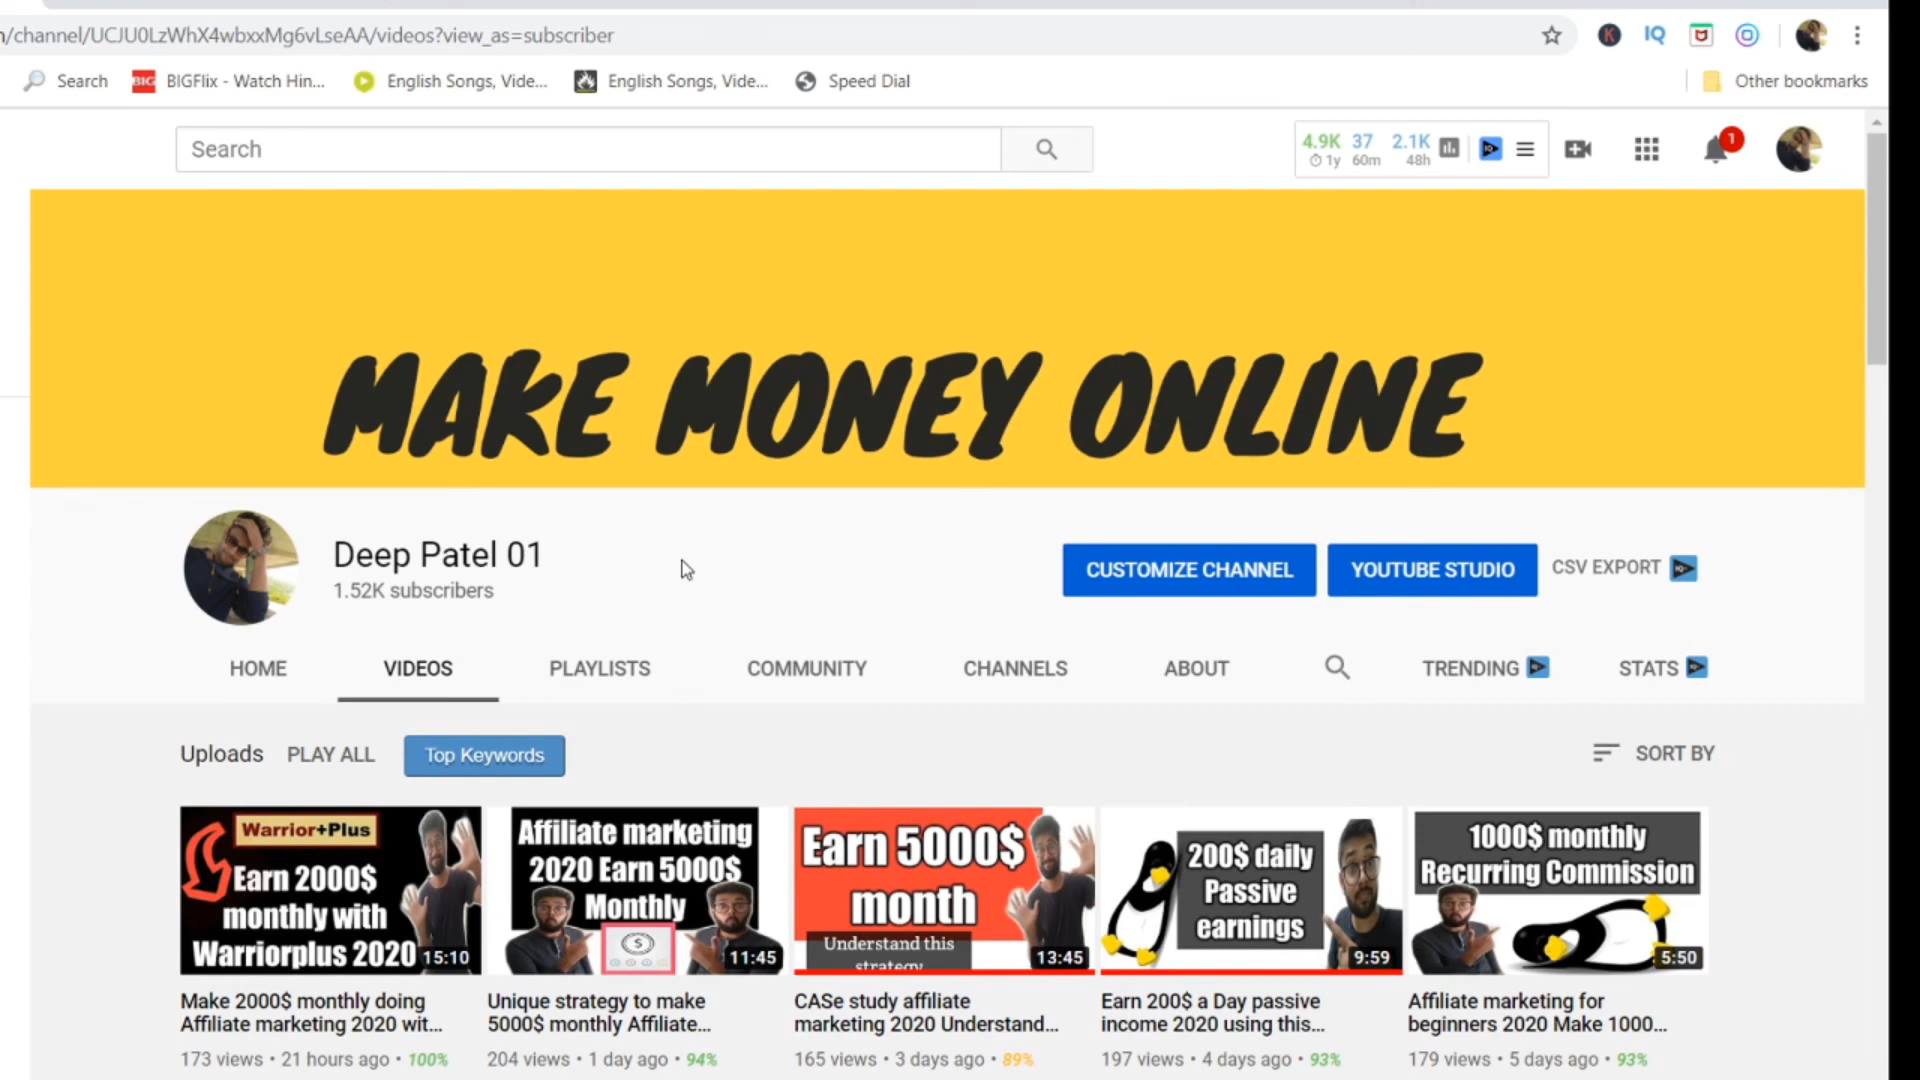 /channel/UCJU0LzWhX4wbxxMg6vLseAA/videos?view_as=subscriber
K
IQ
Search
BIG
BIGFlix - Watch Hin...
English Songs, Vide...
English Songs, Vide...
Speed Dial
Other bookmarks
Search
4.9K 37 2.1K
1y 60m 48h
1
MAKE MONEY ONLINE
Deep Patel 01
1.52K subscribers
CUSTOMIZE CHANNEL
YOUTUBE STUDIO
CSV EXPORT
HOME
VIDEOS
PLAYLISTS
COMMUNITY
CHANNELS
ABOUT
TRENDING
STATS
Uploads
PLAY ALL
Top Keywords
SORT BY
Warrior+Plus
Earn 2000$
monthly with
Warriorplus 2020
15:10
Affiliate marketing
2020 Earn 5000$
Monthly
$
11:45
Earn 5000$
month
Understand this
strategy
13:45
200$ daily
Passive
earnings
9:59
1000$ monthly
Recurring Commission
5:50
Make 2000$ monthly doing
Affiliate marketing 2020 wit...
173 views • 21 hours ago • 100%
Unique strategy to make
5000$ monthly Affiliate...
204 views • 1 day ago • 94%
CASe study affiliate
marketing 2020 Understand...
165 views • 3 days ago • 89%
Earn 200$ a Day passive
income 2020 using this...
197 views • 4 days ago • 93%
Affiliate marketing for
beginners 2020 Make 1000...
179 views • 5 days ago • 93%